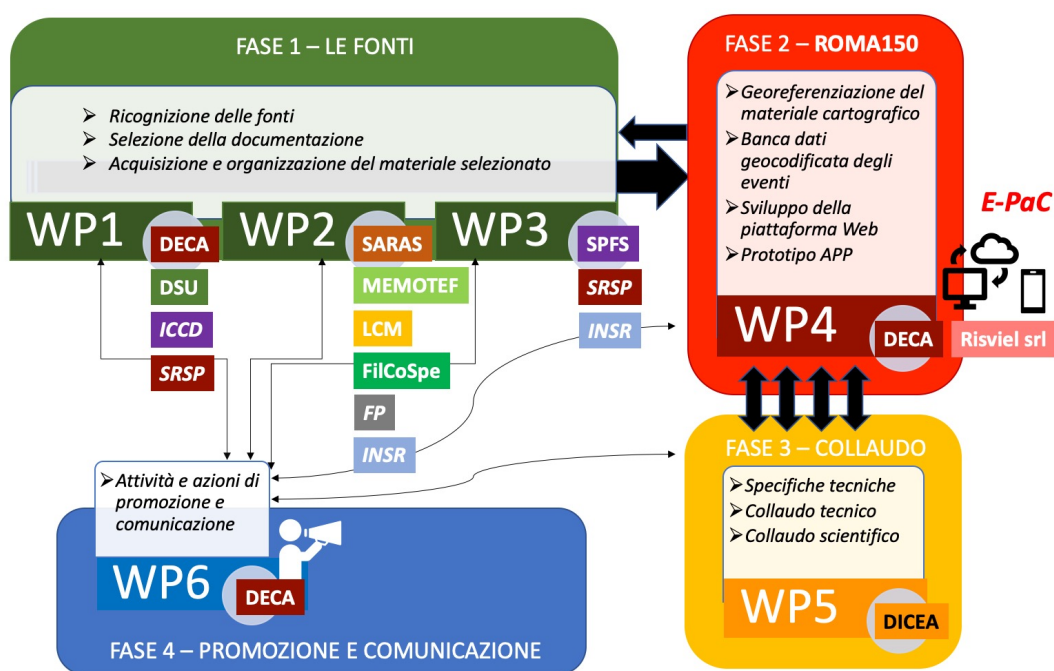 FASE 1 – LE FONTI
➢ Ricognizione delle fonti
➢ Selezione della documentazione
➢ Acquisizione e organizzazione del materiale selezionato
WP1
DECA
DSU
ICCD
SRSP
WP2
SARAS
MEMOTEF
LCM
FilCoSpe
FP
INSR
WP3
SPFS
SRSP
INSR
FASE 2 – ROMA150
➢ Georeferenziazione del
materiale cartografico
➢ Banca dati
geocodificata degli
eventi
➢ Sviluppo della
piattaforma Web
➢ Prototipo APP
WP4
DECA
E-PaC
Risviel srl
FASE 3 – COLLAUDO
➢ Specifiche tecniche
➢ Collaudo tecnico
➢ Collaudo scientifico
WP5
DICEA
➢ Attività e azioni di
promozione e
comunicazione
WP6
DECA
FASE 4 – PROMOZIONE E COMUNICAZIONE